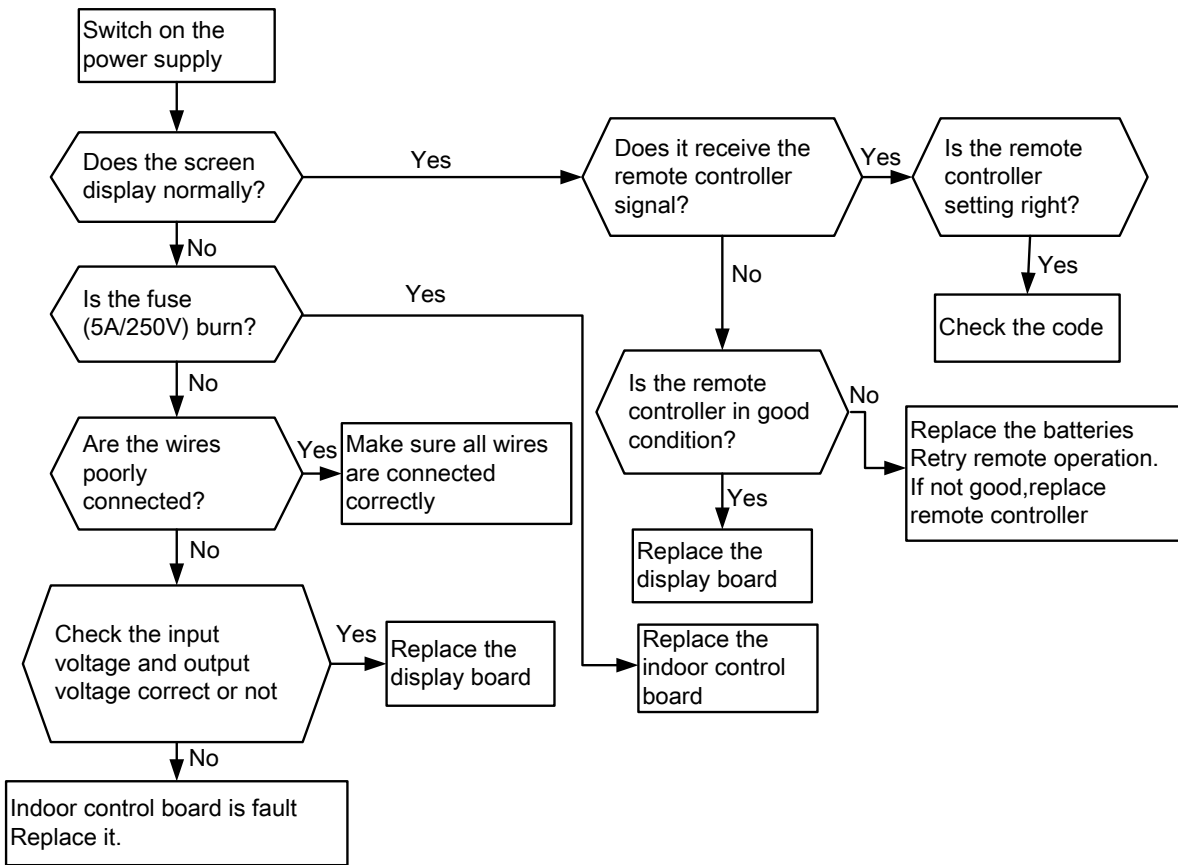 Switch on the
power supply
Does the screen
display normally?
Yes
Does it receive the
remote controller
signal?
Yes
Is the remote
controller
setting right?
No
Is the fuse
(5A/250V) burn?
Yes
No
Yes
Check the code
No
Are the wires
poorly
connected?
Yes
Make sure all wires
are connected
correctly
Is the remote
controller in good
condition?
No
Replace the batteries
Retry remote operation.
If not good,replace
remote controller
Yes
Replace the
display board
No
Check the input
voltage and output
voltage correct or not
Yes
Replace the
display board
Replace the
indoor control
board
No
Indoor control board is fault
Replace it.